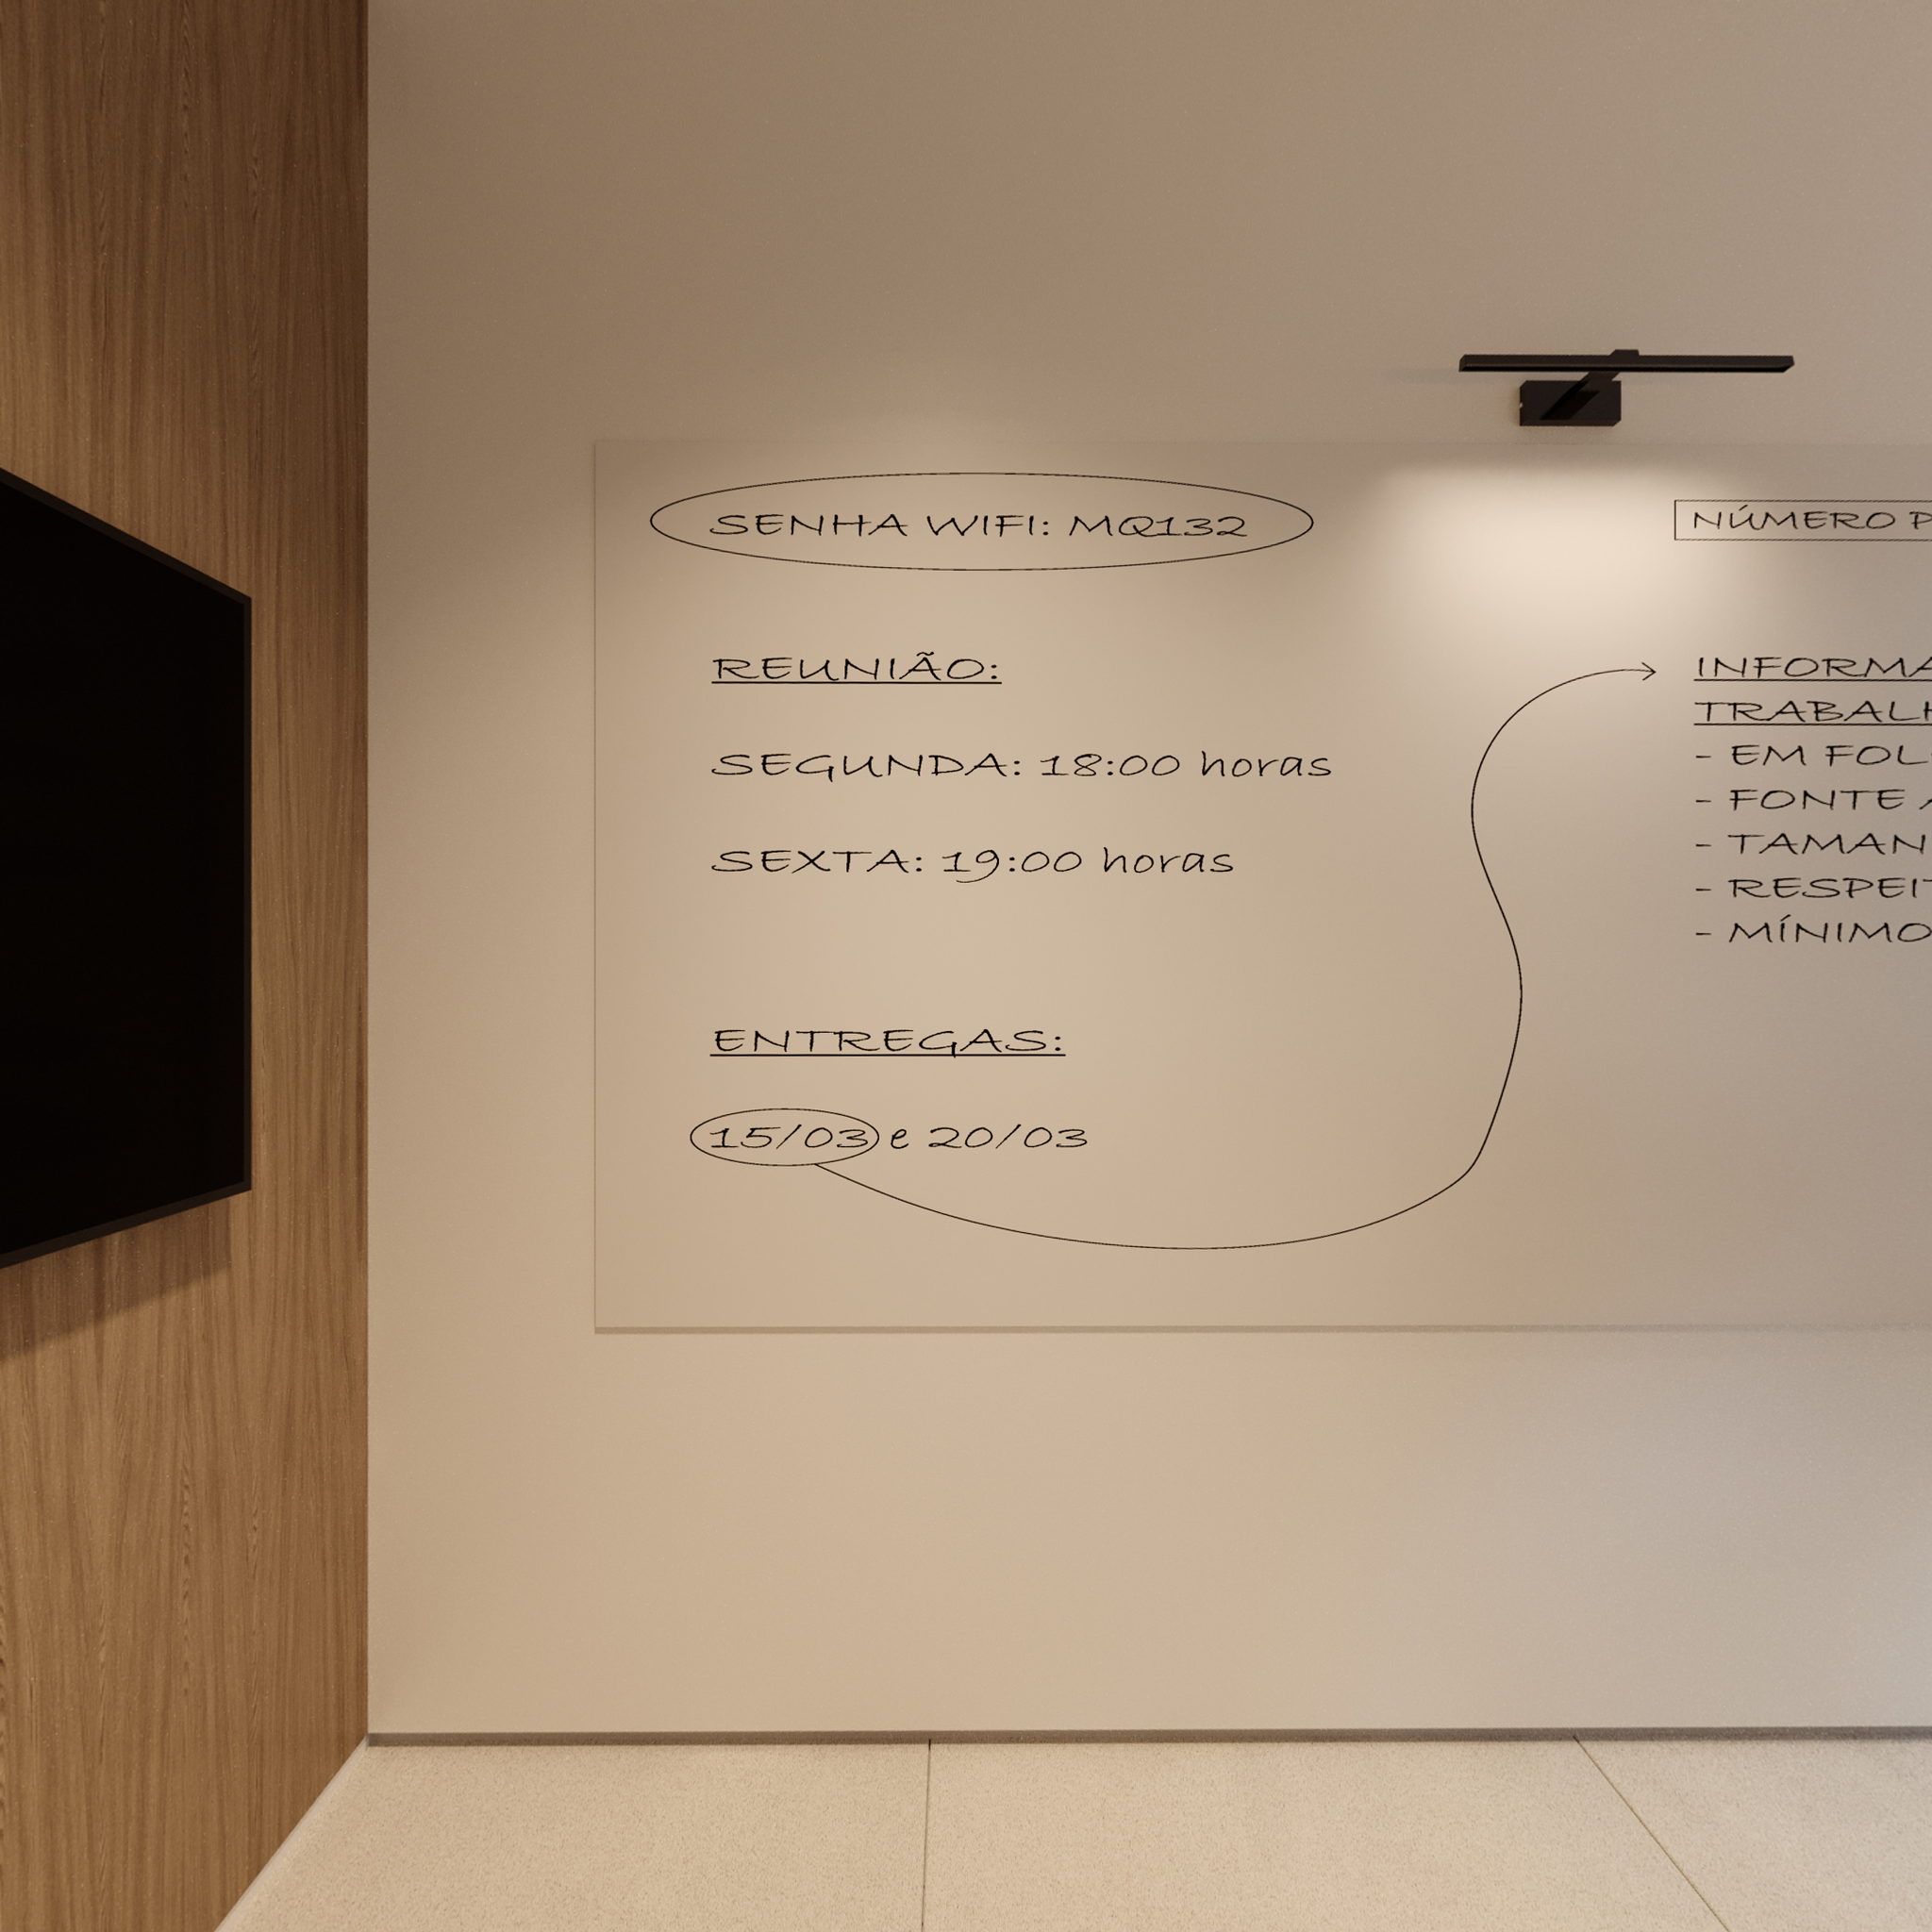 SENHA WIFI: MQ132
REUNIÃO:
SEGUNDA: 18:00 horas
SEXTA: 19:00 horas
ENTREGAS:
15/03 e 20/03
NÚMERO
- EM
- FONTE
- MÍNIMO